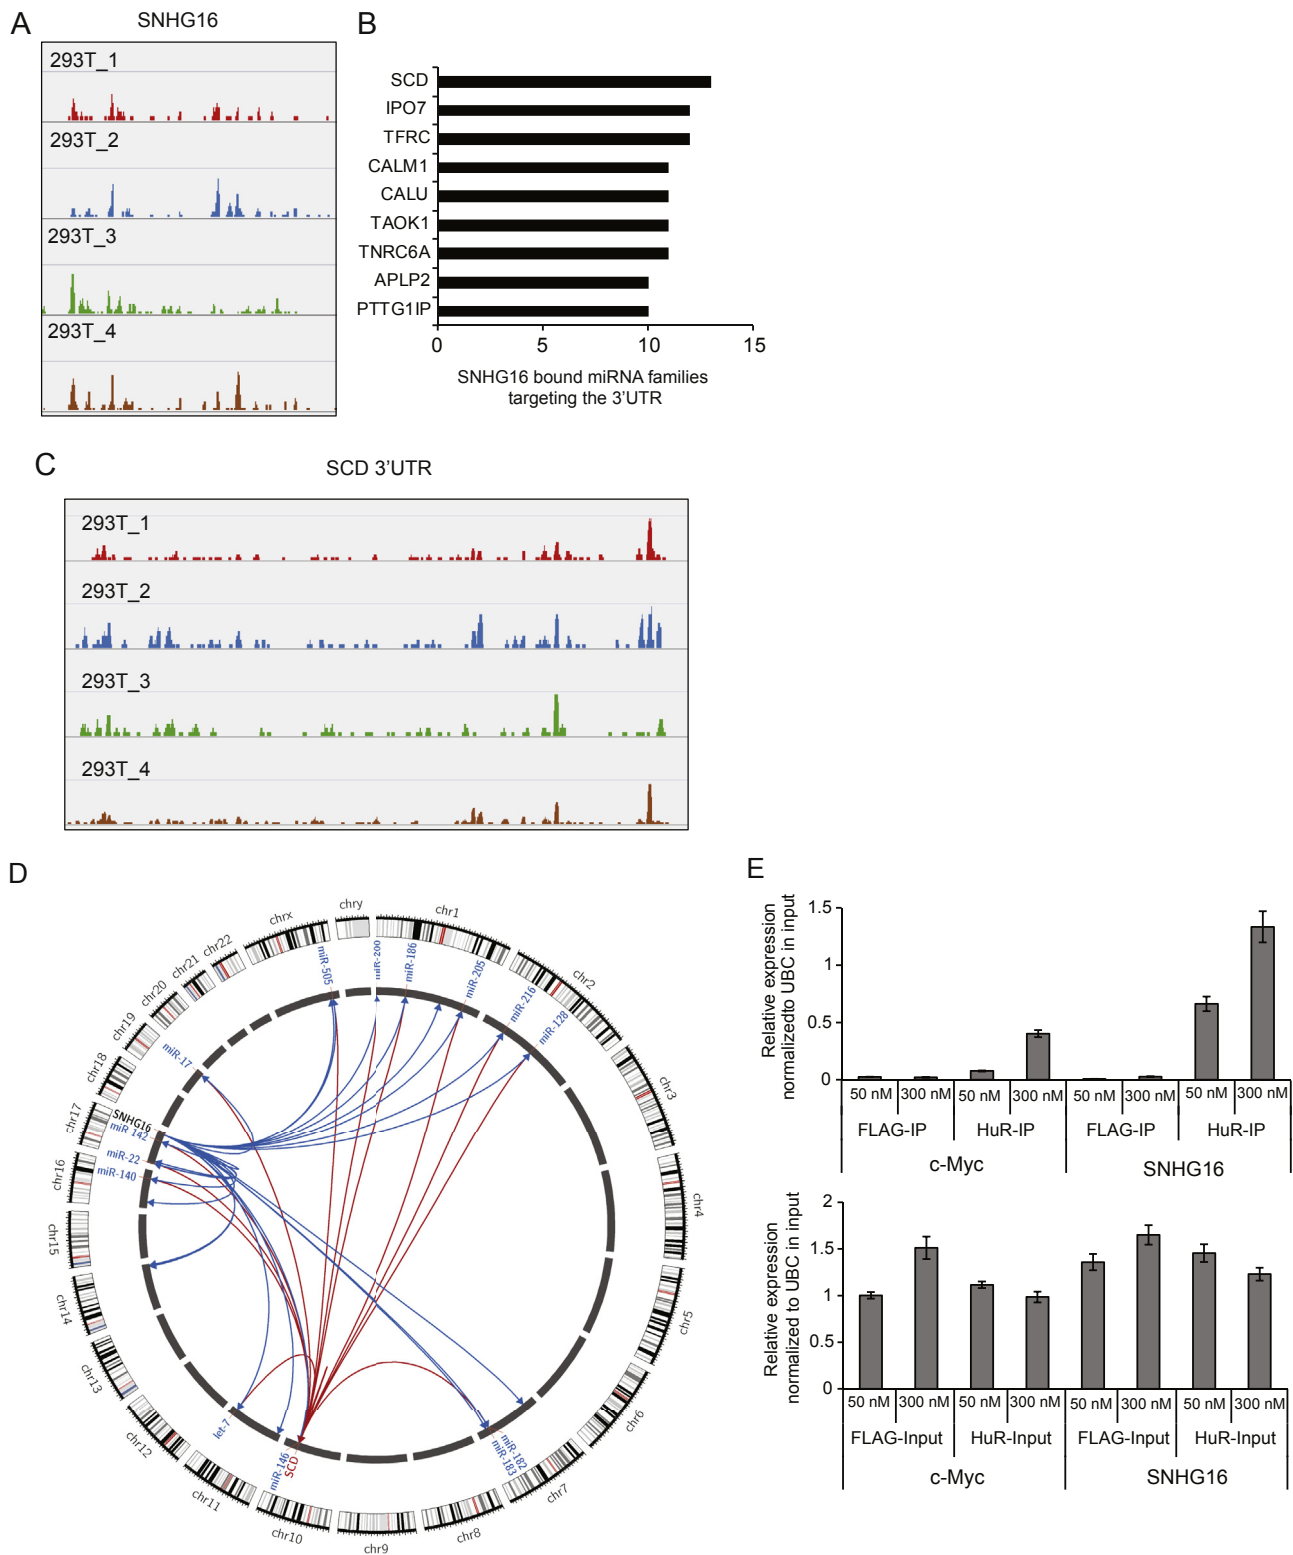 A
SNHG16
293T_1
293T_2
293T_3
293T_4
B
SCD
IPO7
TFRC
CALM1
CALU
TAOK1
TNRC6A
APLP2
PTTG1IP
0 5 10 15
SNHG16 bound miRNA families
targeting the 3'UTR
C
SCD 3'UTR
293T_1
293T_2
293T_3
293T_4
D
chr1
chr2
chr3
chr4
chr5
chr6
chr7
chr8
chr9
chr10
chr11
chr12
chr13
chr14
chr15
chr16
chr17
chr18
chr19
chr20
chr21
chr22
chrx
chry
miR-505
miR-200
miR-186
miR-205
miR-216
miR-128
miR-17
SNHG16
miR 142
miR-22
miR-140
let-7
miR-146
SCD
miR-182
miR-183
E
Relative expression
normalizedto UBC in input
1.5
1
0.5
0
50 nM 300 nM 50 nM 300 nM 50 nM 300 nM 50 nM 300 nM
FLAG-IP HuR-IP FLAG-IP HuR-IP
c-Myc SNHG16
Relative expression
normalized to UBC in input
2
1.5
1
0.5
0
50 nM 300 nM 50 nM 300 nM 50 nM 300 nM 50 nM 300 nM
FLAG-Input HuR-Input FLAG-Input HuR-Input
c-Myc SNHG16